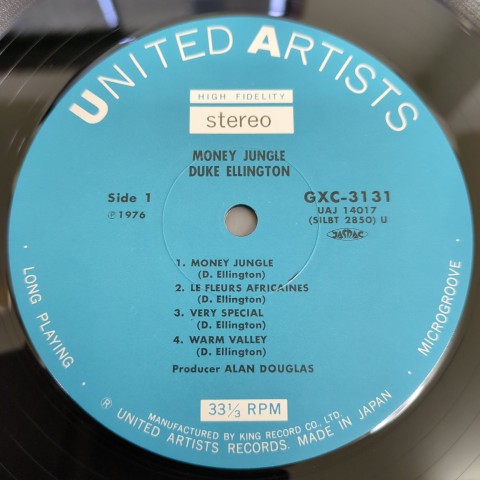 UNITED ARTISTS
HIGH FIDELITY
stereo
MONEY JUNGLE
DUKE ELLINGTON
Side 1
℗1976
GXC-3131
UAJ 14017
(SILBT 2850) U
JASRAC
1. MONEY JUNGLE
(D. Ellington)
2. LE FLEURS AFRICAINES
(D. Ellington)
3. VERY SPECIAL
(D. Ellington)
4. WARM VALLEY
(D. Ellington)
Producer ALAN DOUGLAS
33⅓ RPM
· LONG PLAYING ·
MICROGROOVE ·
MANUFACTURED BY KING RECORD CO., LTD.
® UNITED ARTISTS RECORDS. MADE IN JAPAN